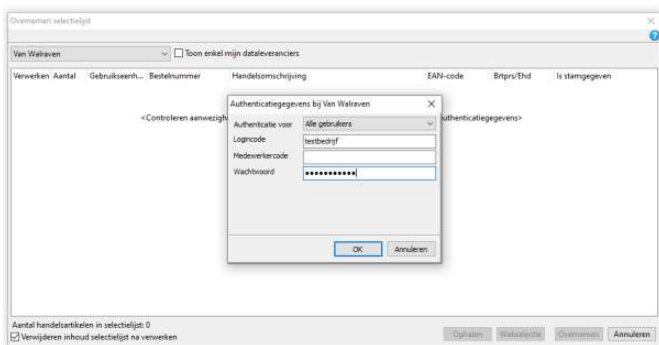 Overnemen selectielijst
Van Walraven
Toon enkel mijn dataleveranciers
Verwerken Aantal Gebruikseenh... Bestelnummer Handelsomschrijving EAN-code Brtprs/Ehd Is stamgegeven
<Controleren aanwezigh
uthenticatiegegevens>
Authenticatiegegevens bij Van Walraven
Authenticatie voor Alle gebruikers
Logincode testbedrijf
Medewerkercode
Wachtwoord •••••••••••
OK Annuleren
Aantal handelsartikelen in selectielijst: 0
Verwijderen inhoud selectielijst na verwerken
Ophalen Webselectie Overnemen Annuleren